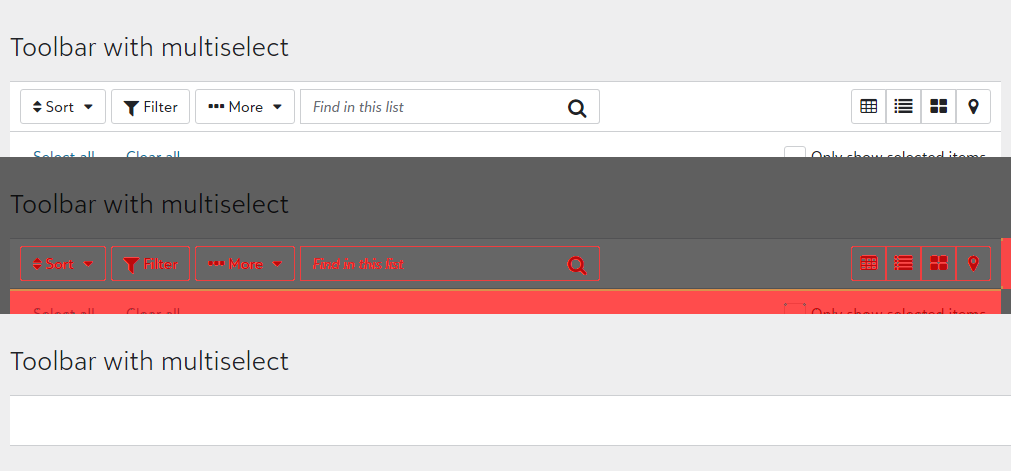 Toolbar with multiselect
Sort Filter More Find in this list
Select all Clear all Only show selected items
Toolbar with multiselect
Sort Filter More Find in this list
Select all Clear all Only show selected items
Toolbar with multiselect